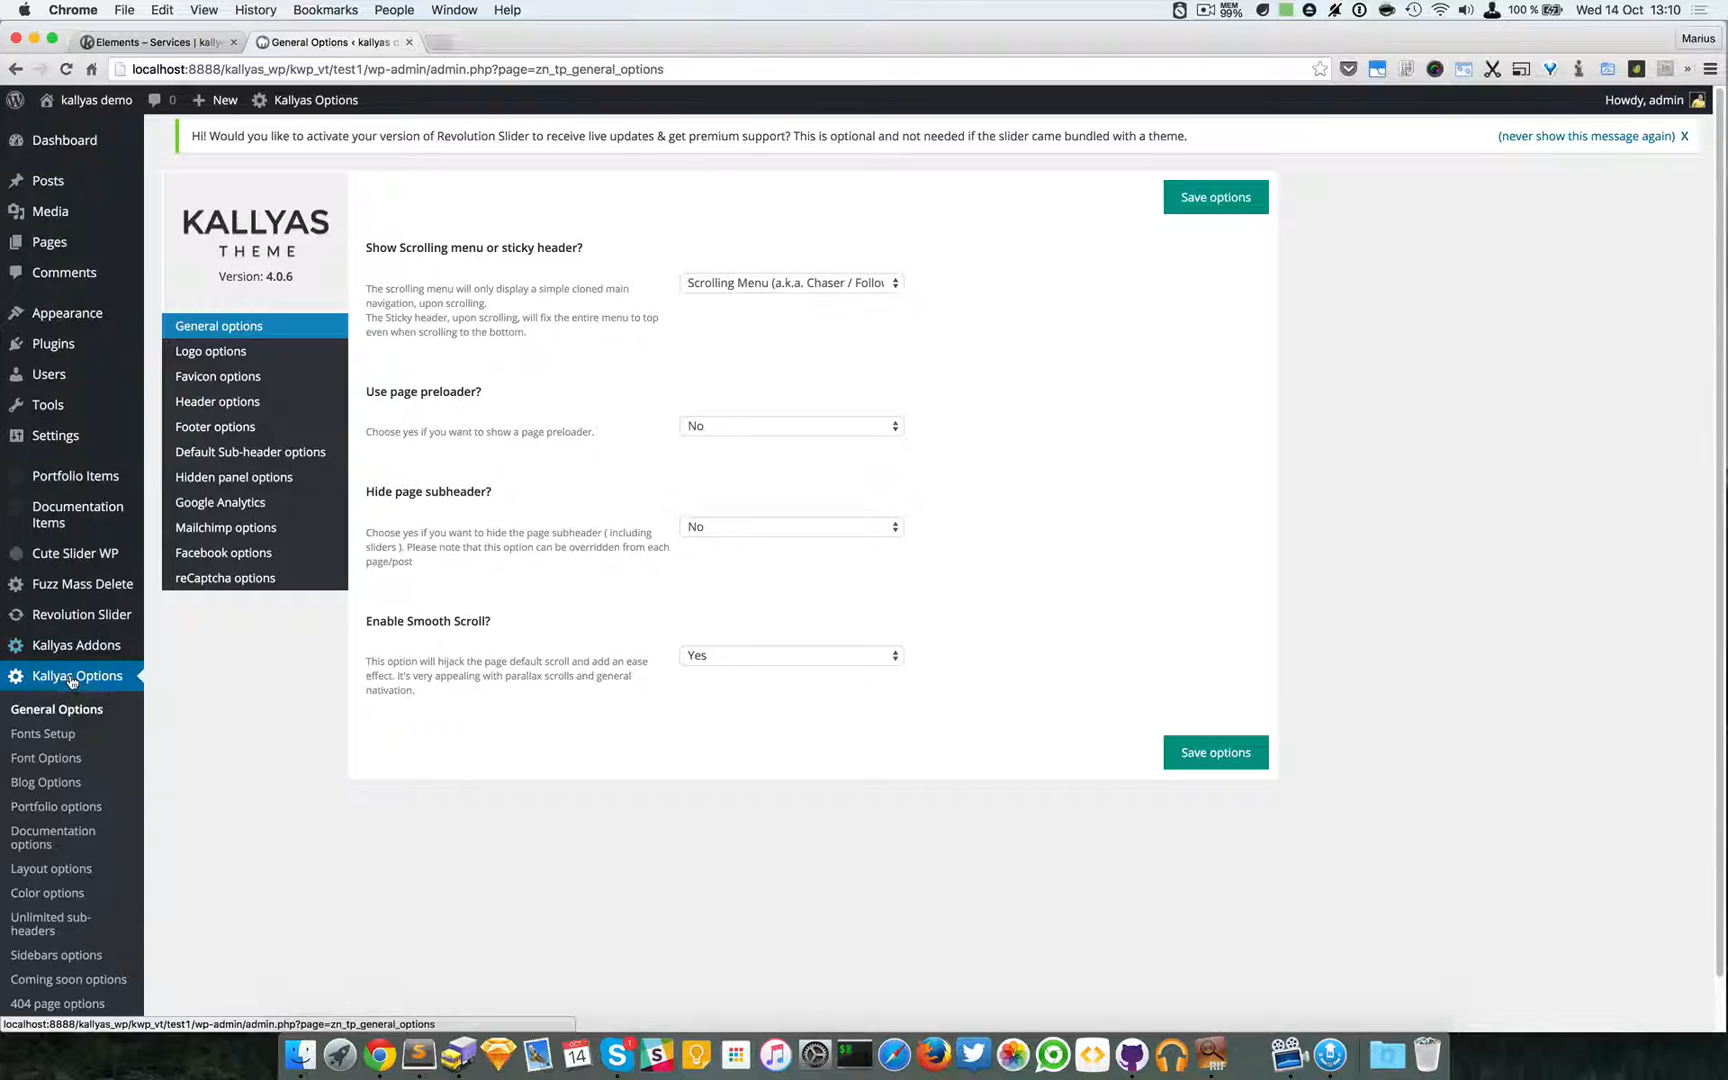 Chrome File Edit View History Bookmarks People Window Help
MEM 99% 100 % Wed 14 Oct 13:10
Elements – Services | kally × General Options ‹ kallyas × Marius
localhost:8888/kallyas_wp/kwp_vt/test1/wp-admin/admin.php?page=zn_tp_general_options
kallyas demo 0 New Kallyas Options Howdy, admin
Hi! Would you like to activate your version of Revolution Slider to receive live updates & get premium support? This is optional and not needed if the slider came bundled with a theme. (never show this message again) X
Dashboard
Posts
Media
Pages
Comments
Appearance
Plugins
Users
Tools
Settings
Portfolio Items
Documentation
Items
Cute Slider WP
Fuzz Mass Delete
Revolution Slider
Kallyas Addons
Kallyas Options
General Options
Fonts Setup
Font Options
Blog Options
Portfolio options
Documentation
options
Layout options
Color options
Unlimited sub-
headers
Sidebars options
Coming soon options
404 page options
KALLYAS
THEME
Version: 4.0.6
General options
Logo options
Favicon options
Header options
Footer options
Default Sub-header options
Hidden panel options
Google Analytics
Mailchimp options
Facebook options
reCaptcha options
Save options
Show Scrolling menu or sticky header?
The scrolling menu will only display a simple cloned main
navigation, upon scrolling.
The Sticky header, upon scrolling, will fix the entire menu to top
even when scrolling to the bottom.
Scrolling Menu (a.k.a. Chaser / Follow
Use page preloader?
Choose yes if you want to show a page preloader.
No
Hide page subheader?
Choose yes if you want to hide the page subheader ( including
sliders ). Please note that this option can be overridden from each
page/post
No
Enable Smooth Scroll?
This option will hijack the page default scroll and add an ease
effect. It's very appealing with parallax scrolls and general
nativation.
Yes
Save options
localhost:8888/kallyas_wp/kwp_vt/test1/wp-admin/admin.php?page=zn_tp_general_options
14
1
RIF